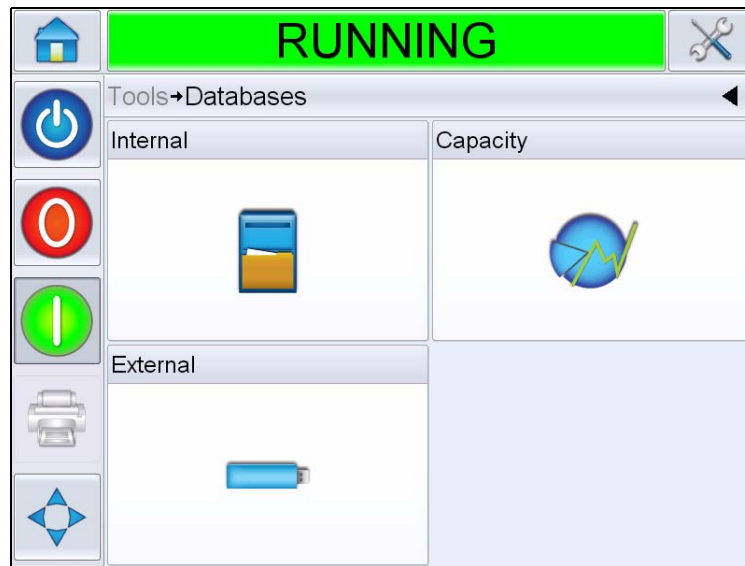 RUNNING
Tools→Databases
Internal
Capacity
External